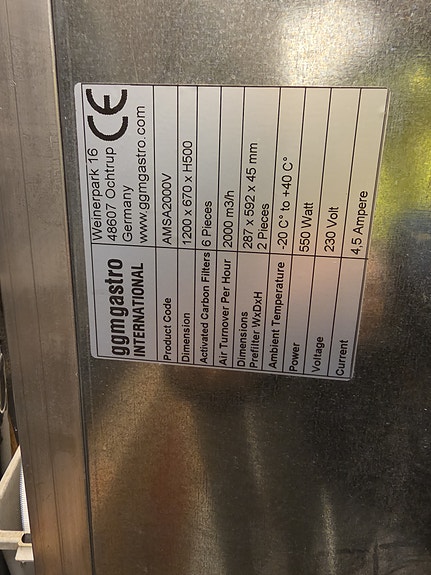 ggmgastro
INTERNATIONAL
Weinerpark 16
48607 Ochtrup
Germany
www.ggmgastro.com
CE
Product Code AMSA2000V
Dimension 1200 x 670 x H500
Activated Carbon Filters 6 Pieces
Air Turnover Per Hour 2000 m3/h
Dimensions
Prefilter WxDxH 287 x 592 x 45 mm
2 Pieces
Ambient Temperature -20 C° to +40 C°
Power 550 Watt
Voltage 230 Volt
Current 4,5 Ampere